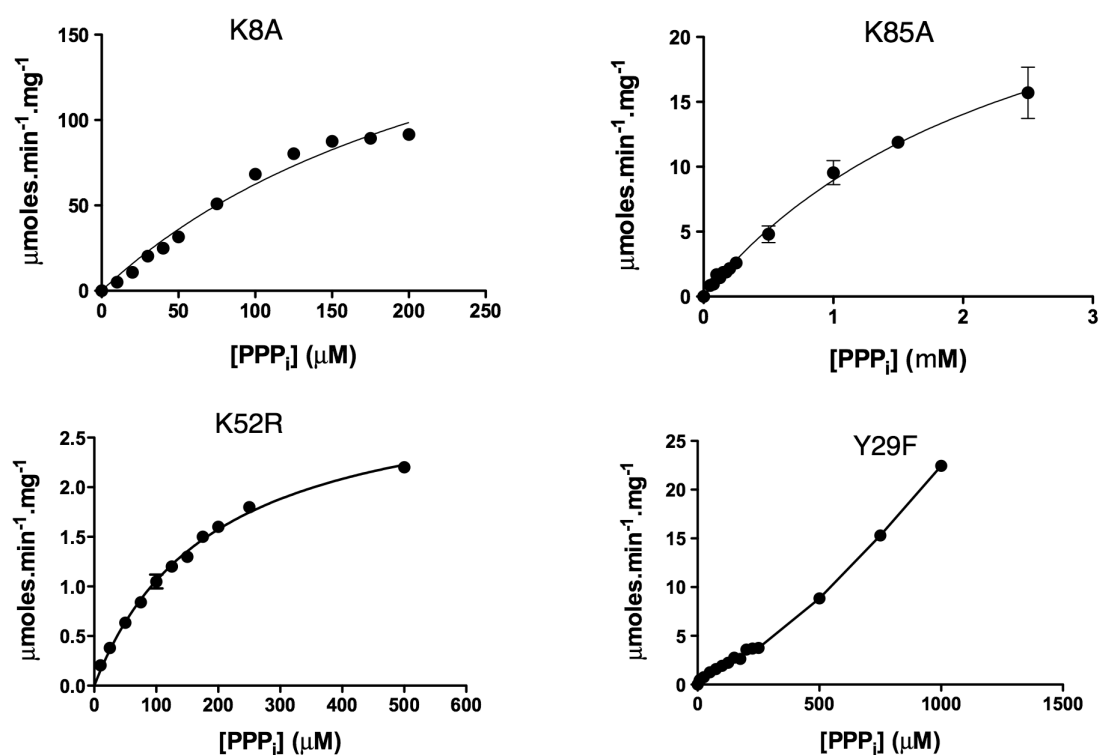 K8A
μmoles.min⁻¹.mg⁻¹
150
100
50
0
0 50 100 150 200 250
[PPPᵢ] (μM)
K85A
μmoles.min⁻¹.mg⁻¹
20
15
10
5
0
0 1 2 3
[PPPᵢ] (mM)
K52R
μmoles.min⁻¹.mg⁻¹
2.5
2.0
1.5
1.0
0.5
0.0
0 100 200 300 400 500 600
[PPPᵢ] (μM)
Y29F
μmoles.min⁻¹.mg⁻¹
25
20
15
10
5
0
0 500 1000 1500
[PPPᵢ] (μM)